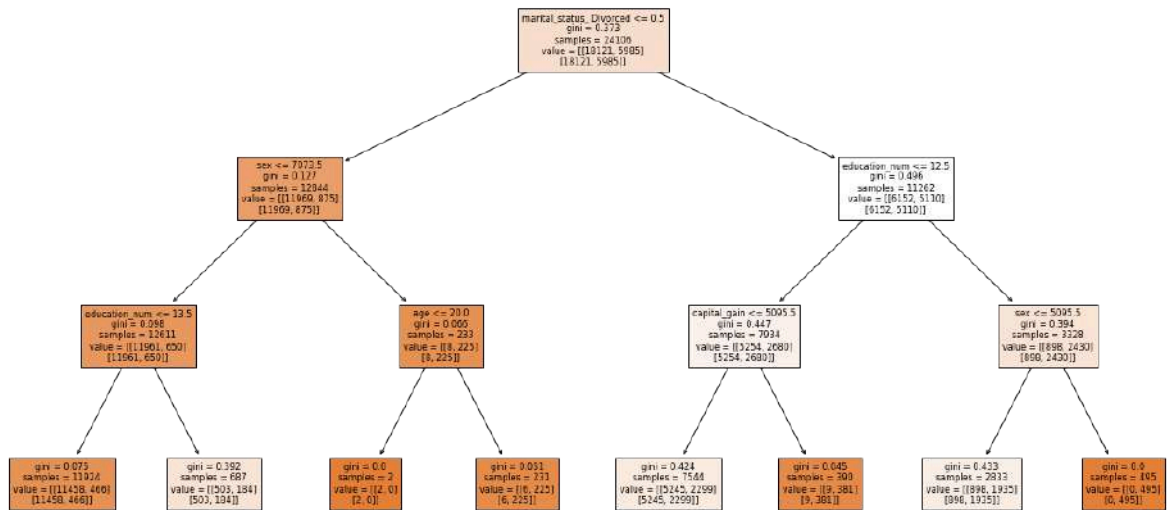 marital_status_ Divorced <= 0.5
gini = 0.373
samples = 24106
value = [[18121, 5985]
[18121, 5985]]
sex <= 7073.5
gini = 0.127
samples = 12844
value = [[11969, 875]
[11969, 875]]
education_num <= 12.5
gini = 0.496
samples = 11262
value = [[6152, 5110]
[6152, 5110]]
education_num <= 13.5
gini = 0.098
samples = 12611
value = [[11961, 650]
[11961, 650]]
age <= 20.0
gini = 0.066
samples = 233
value = [[8, 225]
[8, 225]]
capital_gain <= 5095.5
gini = 0.447
samples = 7934
value = [[5254, 2680]
[5254, 2680]]
sex <= 5095.5
gini = 0.394
samples = 3328
value = [[898, 2430]
[898, 2430]]
gini = 0.075
samples = 11924
value = [[11458, 466]
[11458, 466]]
gini = 0.392
samples = 687
value = [[503, 184]
[503, 184]]
gini = 0.0
samples = 2
value = [[2, 0]
[2, 0]]
gini = 0.051
samples = 231
value = [[6, 225]
[6, 225]]
gini = 0.424
samples = 7544
value = [[5245, 2299]
[5245, 2299]]
gini = 0.045
samples = 390
value = [[9, 381]
[9, 381]]
gini = 0.433
samples = 2833
value = [[898, 1935]
[898, 1935]]
gini = 0.0
samples = 495
value = [[0, 495]
[0, 495]]